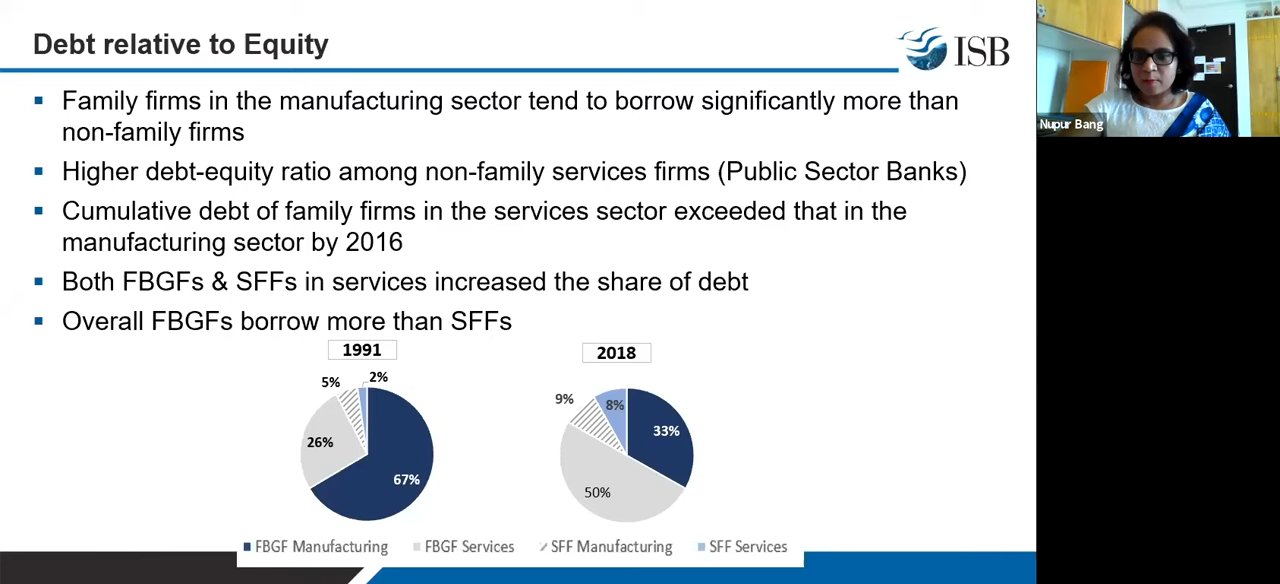 Debt relative to Equity
ISB
Family firms in the manufacturing sector tend to borrow significantly more than
non-family firms
Higher debt-equity ratio among non-family services firms (Public Sector Banks)
Cumulative debt of family firms in the services sector exceeded that in the
manufacturing sector by 2016
Both FBGFs & SFFs in services increased the share of debt
Overall FBGFs borrow more than SFFs
1991
5%
2%
26%
67%
2018
9%
8%
33%
50%
FBGF Manufacturing
FBGF Services
SFF Manufacturing
SFF Services
Nupur Bang